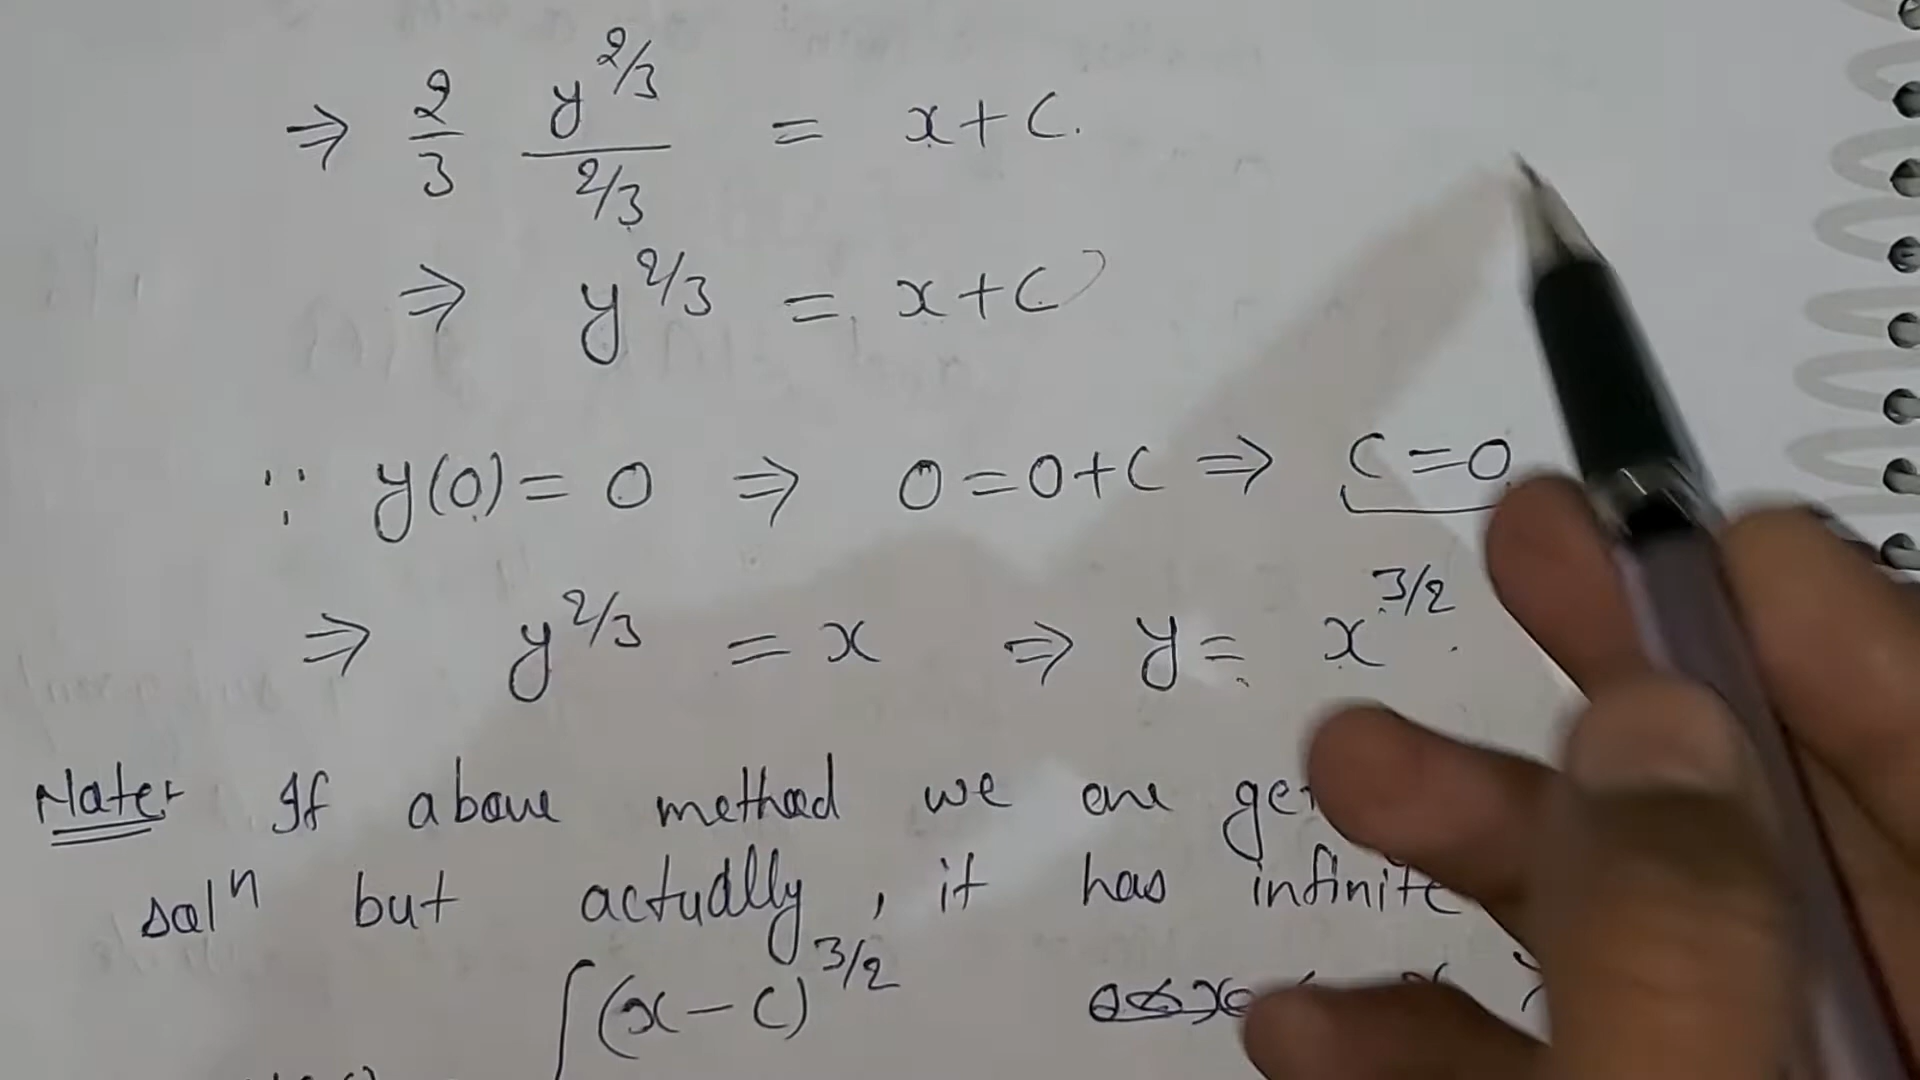 ⇒ 2/3 y^{2/3} / (2/3) = x + C.
⇒ y^{2/3} = x + C
∵ y(0) = 0 ⇒ 0 = 0 + C ⇒ C = 0
⇒ y^{2/3} = x ⇒ y = x^{3/2}.
Note:- If above method we are
solⁿ but actually, it has infinite
(x - C)^{3/2}